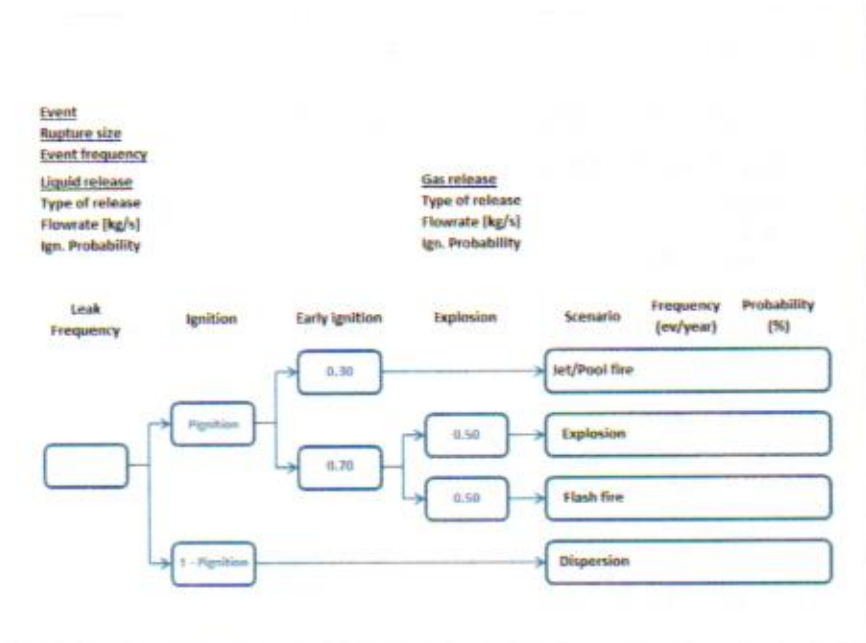 Event
Rupture size
Event frequency
Liquid release
Type of release
Flowrate [kg/s]
Ign. Probability
Gas release
Type of release
Flowrate [kg/s]
Ign. Probability
Leak Frequency
Ignition
Early ignition
Explosion
Scenario
Frequency (ev/year)
Probability (%)
0.30
Jet/Pool fire
Pignition
0.50
Explosion
0.70
0.50
Flash fire
1 - Pignition
Dispersion